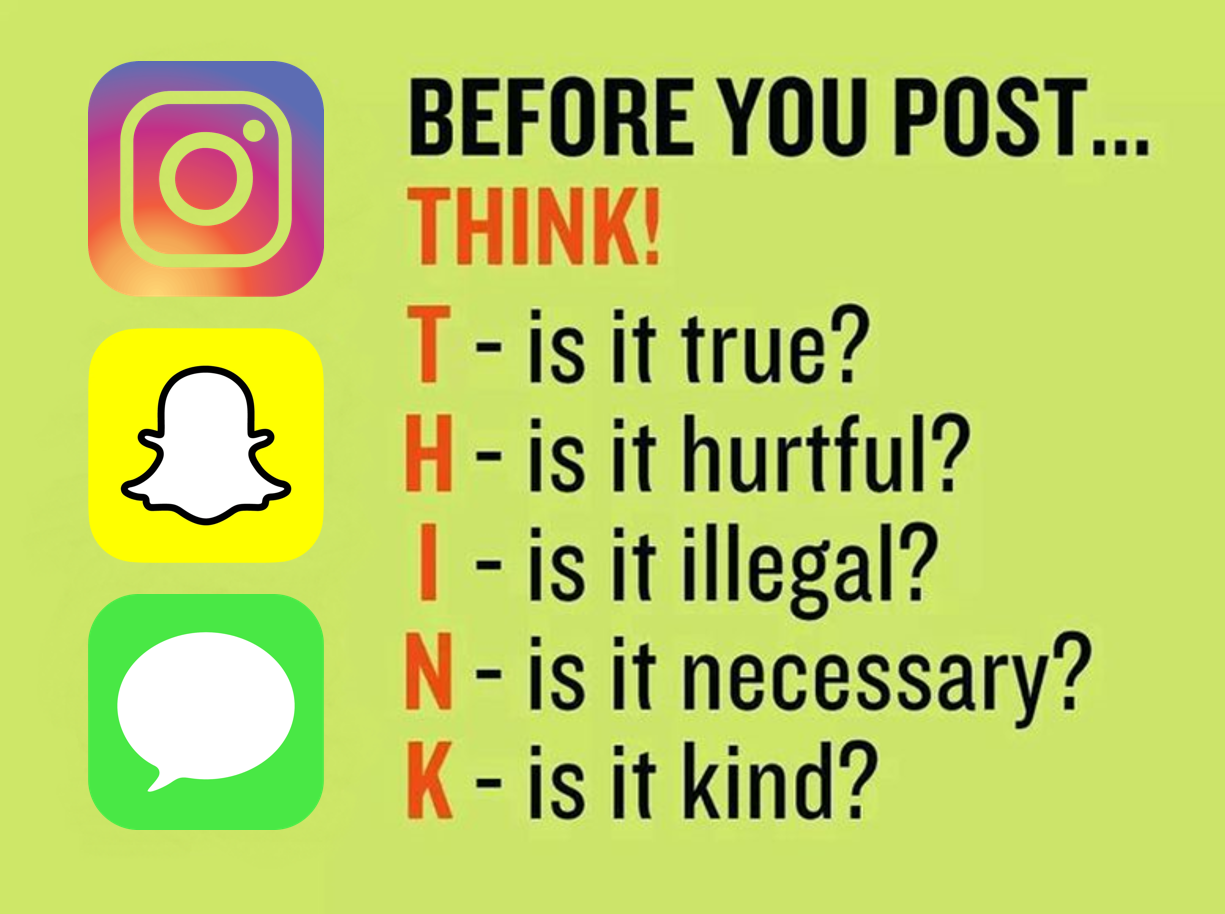 BEFORE YOU POST...
THINK!
T - is it true?
H - is it hurtful?
I - is it illegal?
N - is it necessary?
K - is it kind?